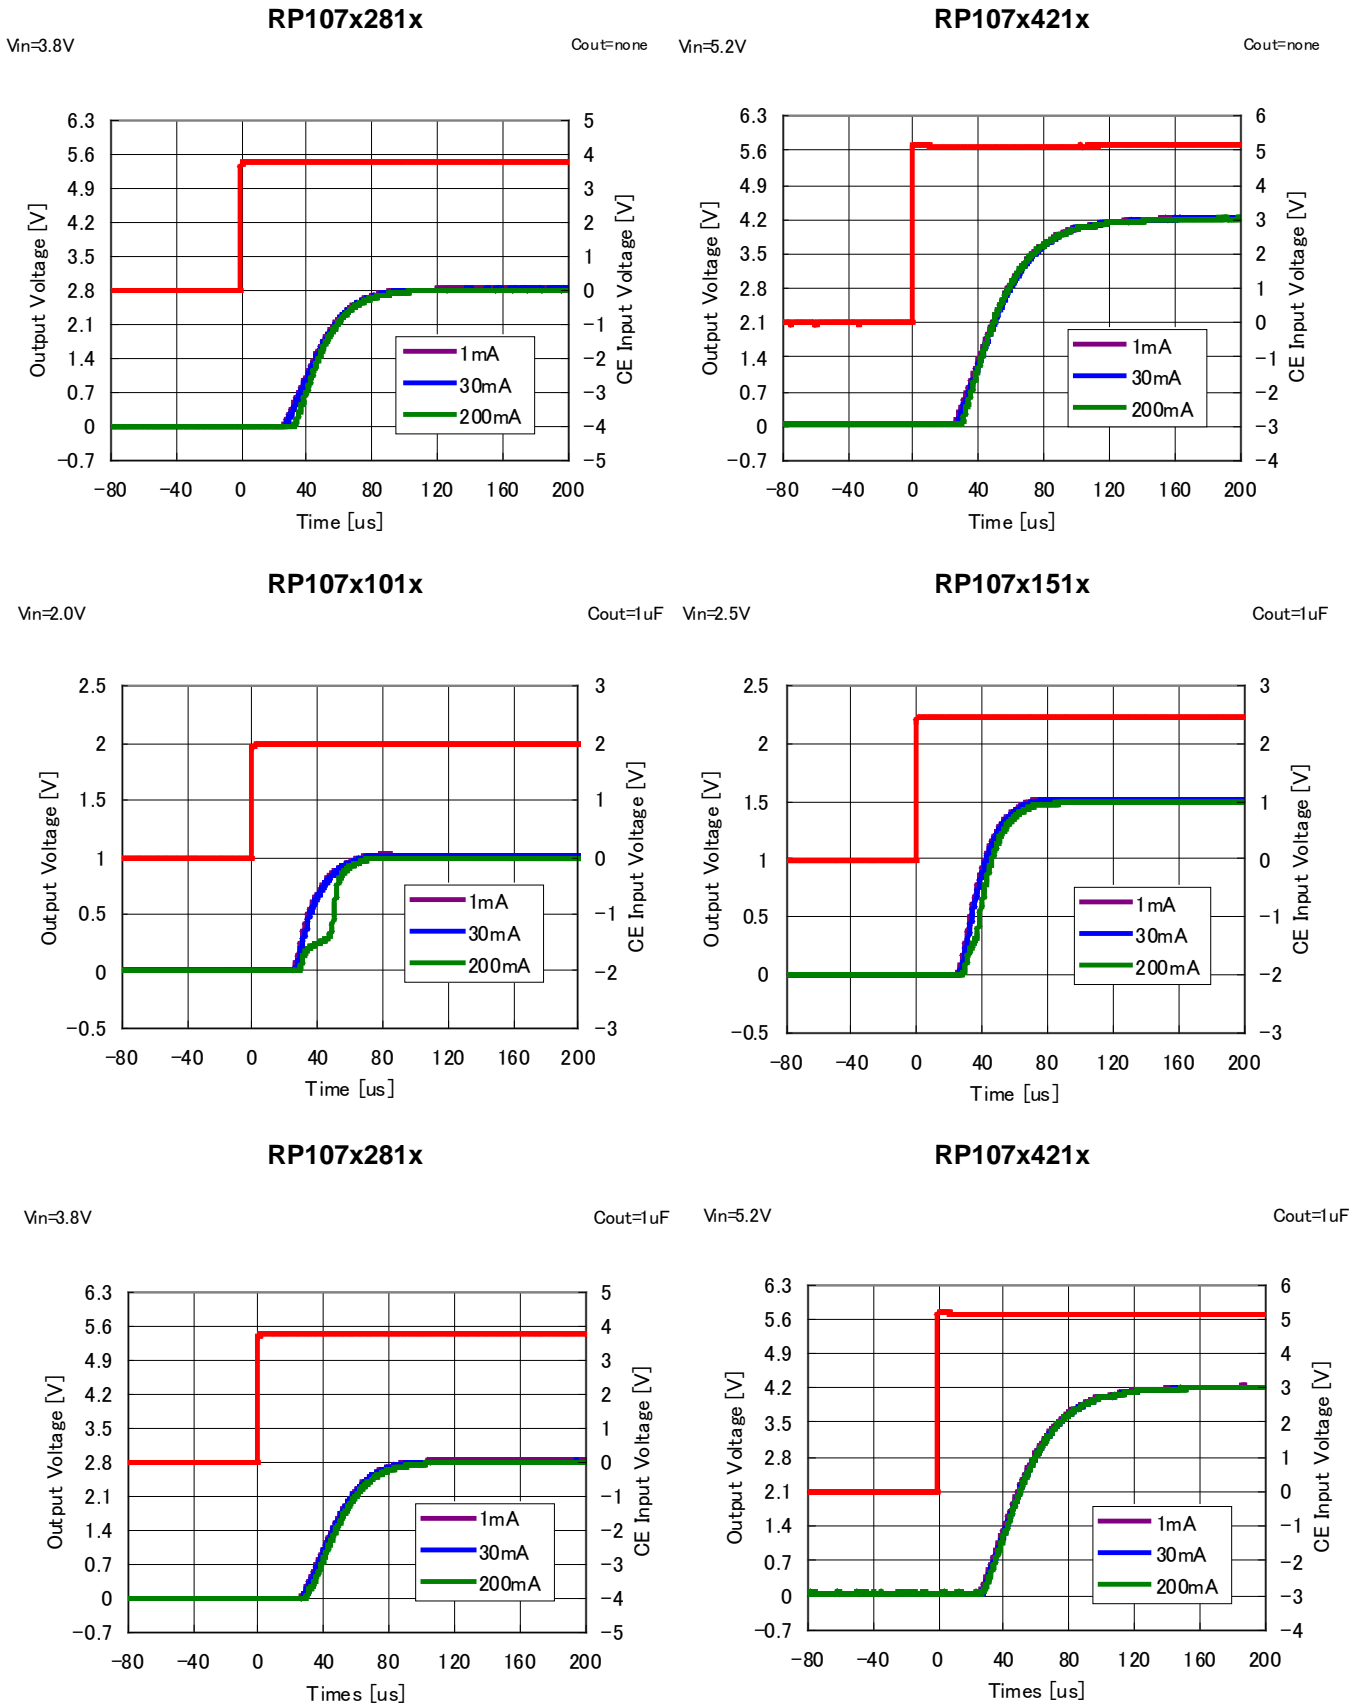 RP107x281x
Vin=3.8V
Cout=none
6.3
5.6
4.9
4.2
3.5
2.8
2.1
1.4
0.7
0
−0.7
5
4
3
2
1
0
−1
−2
−3
−4
−5
Output Voltage [V]
CE Input Voltage [V]
1mA
30mA
200mA
−80 −40 0 40 80 120 160 200
Time [us]
RP107x421x
Vin=5.2V
Cout=none
6.3
5.6
4.9
4.2
3.5
2.8
2.1
1.4
0.7
0
−0.7
6
5
4
3
2
1
0
−1
−2
−3
−4
Output Voltage [V]
CE Input Voltage [V]
1mA
30mA
200mA
−80 −40 0 40 80 120 160 200
Time [us]
RP107x101x
Vin=2.0V
Cout=1uF
2.5
2
1.5
1
0.5
0
−0.5
3
2
1
0
−1
−2
−3
Output Voltage [V]
CE Input Voltage [V]
1mA
30mA
200mA
−80 −40 0 40 80 120 160 200
Time [us]
RP107x151x
Vin=2.5V
Cout=1uF
2.5
2
1.5
1
0.5
0
−0.5
3
2
1
0
−1
−2
−3
Output Voltage [V]
CE Input Voltage [V]
1mA
30mA
200mA
−80 −40 0 40 80 120 160 200
Time [us]
RP107x281x
Vin=3.8V
Cout=1uF
6.3
5.6
4.9
4.2
3.5
2.8
2.1
1.4
0.7
0
−0.7
5
4
3
2
1
0
−1
−2
−3
−4
−5
Output Voltage [V]
CE Input Voltage [V]
1mA
30mA
200mA
−80 −40 0 40 80 120 160 200
Times [us]
RP107x421x
Vin=5.2V
Cout=1uF
6.3
5.6
4.9
4.2
3.5
2.8
2.1
1.4
0.7
0
−0.7
6
5
4
3
2
1
0
−1
−2
−3
−4
Output Voltage [V]
CE Input Voltage [V]
1mA
30mA
200mA
−80 −40 0 40 80 120 160 200
Times [us]